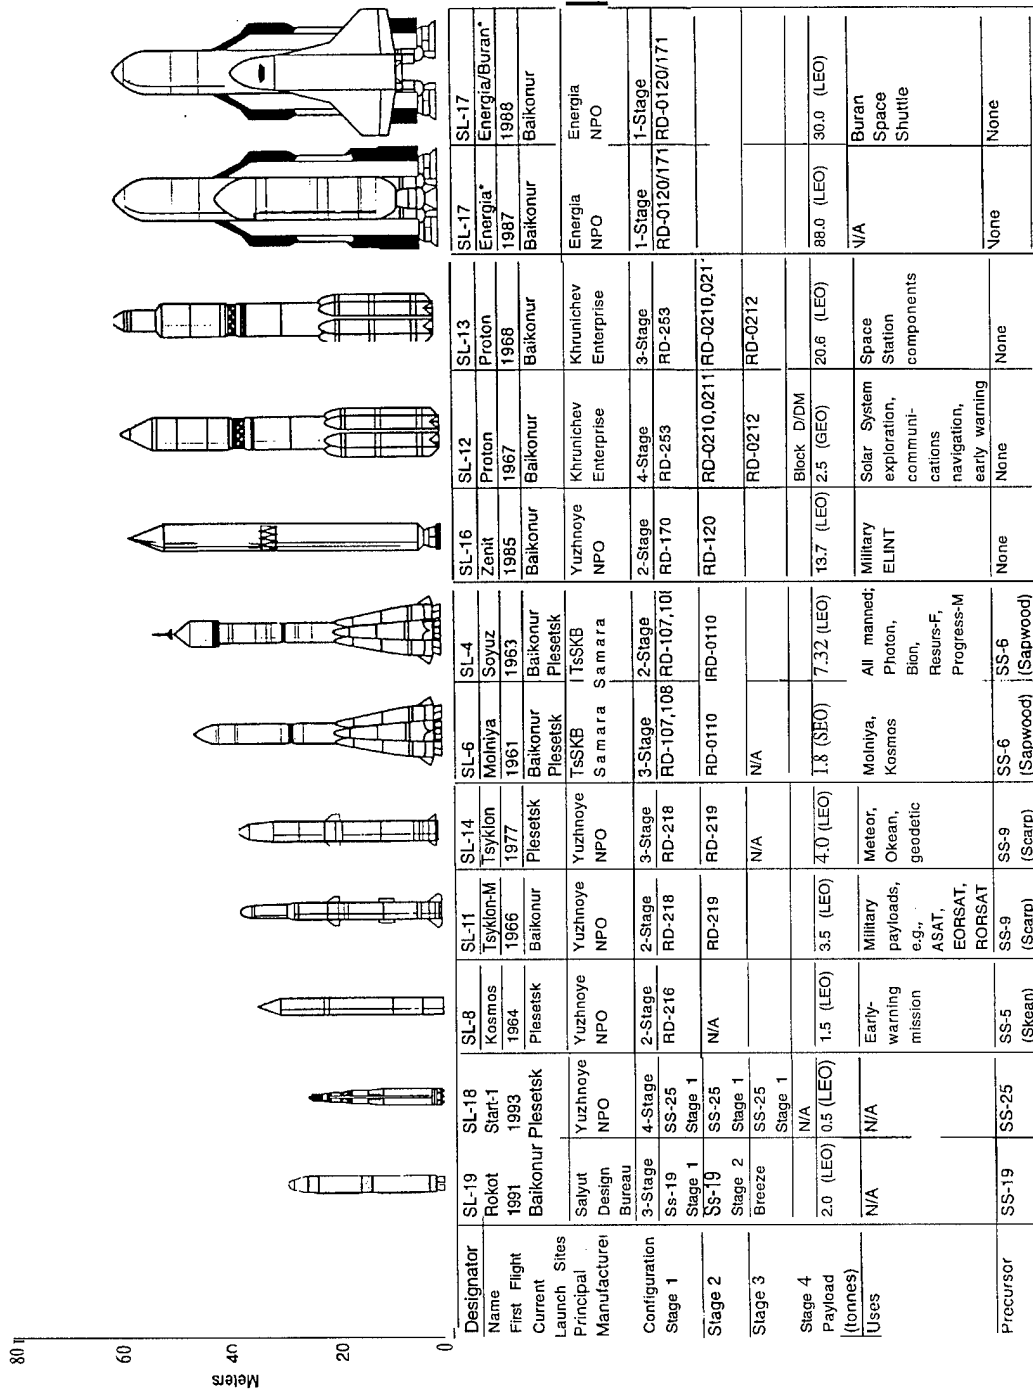 80
60
40
20
0
Meters
Designator SL-19 SL-18 SL-8 SL-11 SL-14 SL-6 SL-4 SL-16 SL-12 SL-13 SL-17 SL-17
Name Rokot Start-1 Kosmos Tsyklon-M Tsyklon Molniya Soyuz Zenit Proton Proton Energia* Energia/Buran*
First Flight 1991 1993 1964 1966 1977 1961 1963 1985 1967 1968 1987 1988
Current Baikonur Plesetsk Plesetsk Baikonur Plesetsk Baikonur Baikonur Baikonur Baikonur Baikonur Baikonur Baikonur
Launch Sites Plesetsk Plesetsk
Principal Salyut Yuzhnoye Yuzhnoye Yuzhnoye Yuzhnoye TsSKB TsSKB Yuzhnoye Khrunichev Khrunichev Energia Energia
Manufacturer Design NPO NPO NPO NPO Samara Samara NPO Enterprise Enterprise NPO NPO
Bureau
Configuration 3-Stage 4-Stage 2-Stage 2-Stage 3-Stage 3-Stage 2-Stage 2-Stage 4-Stage 3-Stage 1-Stage 1-Stage
Stage 1 Ss-19 SS-25 RD-216 RD-218 RD-218 RD-107,108 RD-107,108 RD-170 RD-253 RD-253 RD-0120/171 RD-0120/171
Stage 1 Stage 1
Stage 2 SS-19 SS-25 N/A RD-219 RD-219 RD-0110 IRD-0110 RD-120 RD-0210,0211 RD-0210,021
Stage 2 Stage 1
Stage 3 Breeze SS-25 N/A N/A RD-0212 RD-0212
Stage 1
Stage 4 N/A Block D/DM
Payload 2.0 (LEO) 0.5 (LEO) 1.5 (LEO) 3.5 (LEO) 4.0 (LEO) 1.8 (SEO) 7.32 (LEO) 13.7 (LEO) 2.5 (GEO) 20.6 (LEO) 88.0 (LEO) 30.0 (LEO)
(tonnes)
Uses N/A N/A Early- Military Meteor, Molniya, All manned; Military Solar System Space N/A Buran
warning payloads, Okean, Kosmos Photon, ELINT exploration, Station Space
mission e.g., geodetic Bion, communi- components Shuttle
ASAT, Resurs-F, cations
EORSAT, Progress-M navigation,
RORSAT early warning
Precursor SS-19 SS-25 SS-5 SS-9 SS-9 SS-6 SS-6 None None None None None
(Skean) (Scarp) (Scarp) (Sapwood) (Sapwood)